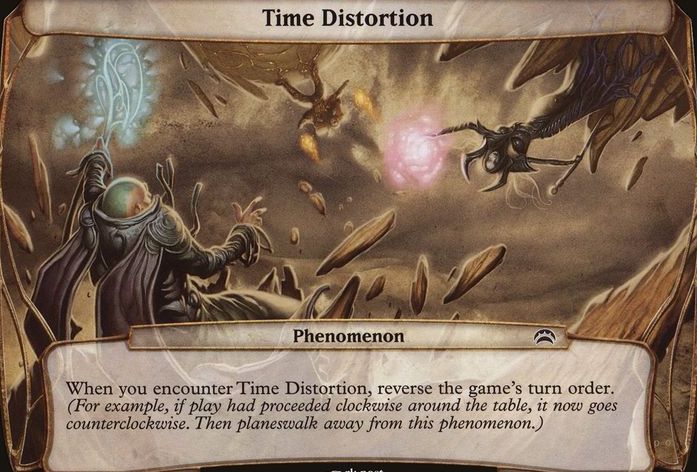 Time Distortion
Phenomenon
When you encounter Time Distortion, reverse the game's turn order.
(For example, if play had proceeded clockwise around the table, it now goes
counterclockwise. Then planeswalk away from this phenomenon.)